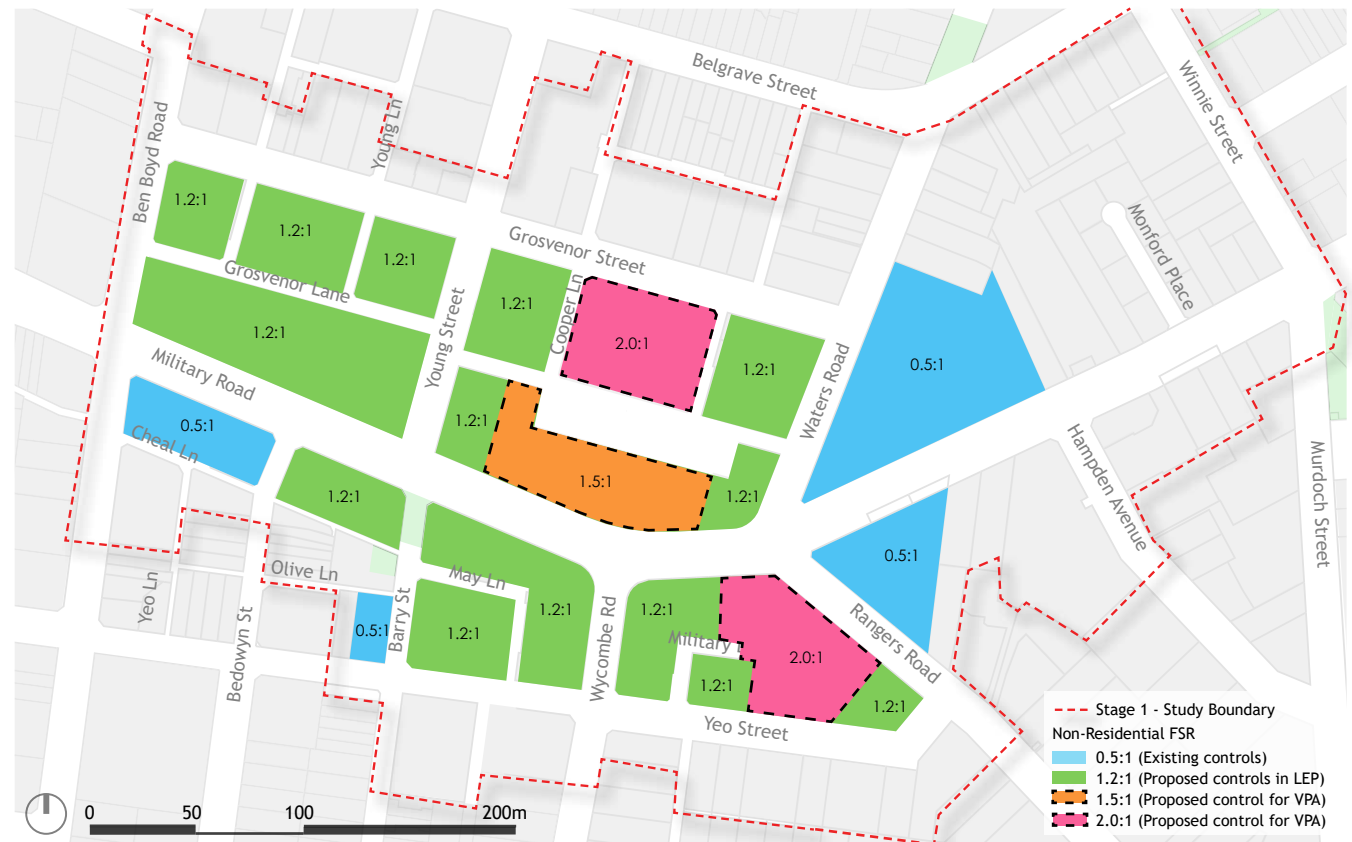 Belgrave Street
Winnie Street
Young Ln
Ben Boyd Road
1.2:1
1.2:1
1.2:1
Grosvenor Street
Monford Place
Grosvenor Lane
1.2:1
Cooper Ln
2.0:1
1.2:1
Young Street
1.2:1
0.5:1
Waters Road
Military Road
0.5:1
Cheal Ln
1.2:1
1.5:1
1.2:1
1.2:1
Hampden Avenue
Murdoch Street
0.5:1
Olive Ln
May Ln
Yeo Ln
Bedowyn St
0.5:1
Barry St
1.2:1
1.2:1
Wycombe Rd
1.2:1
Military
2.0:1
Rangers Road
1.2:1
1.2:1
Yeo Street
Stage 1 - Study Boundary
Non-Residential FSR
0.5:1 (Existing controls)
1.2:1 (Proposed controls in LEP)
1.5:1 (Proposed control for VPA)
2.0:1 (Proposed control for VPA)
0 50 100 200m